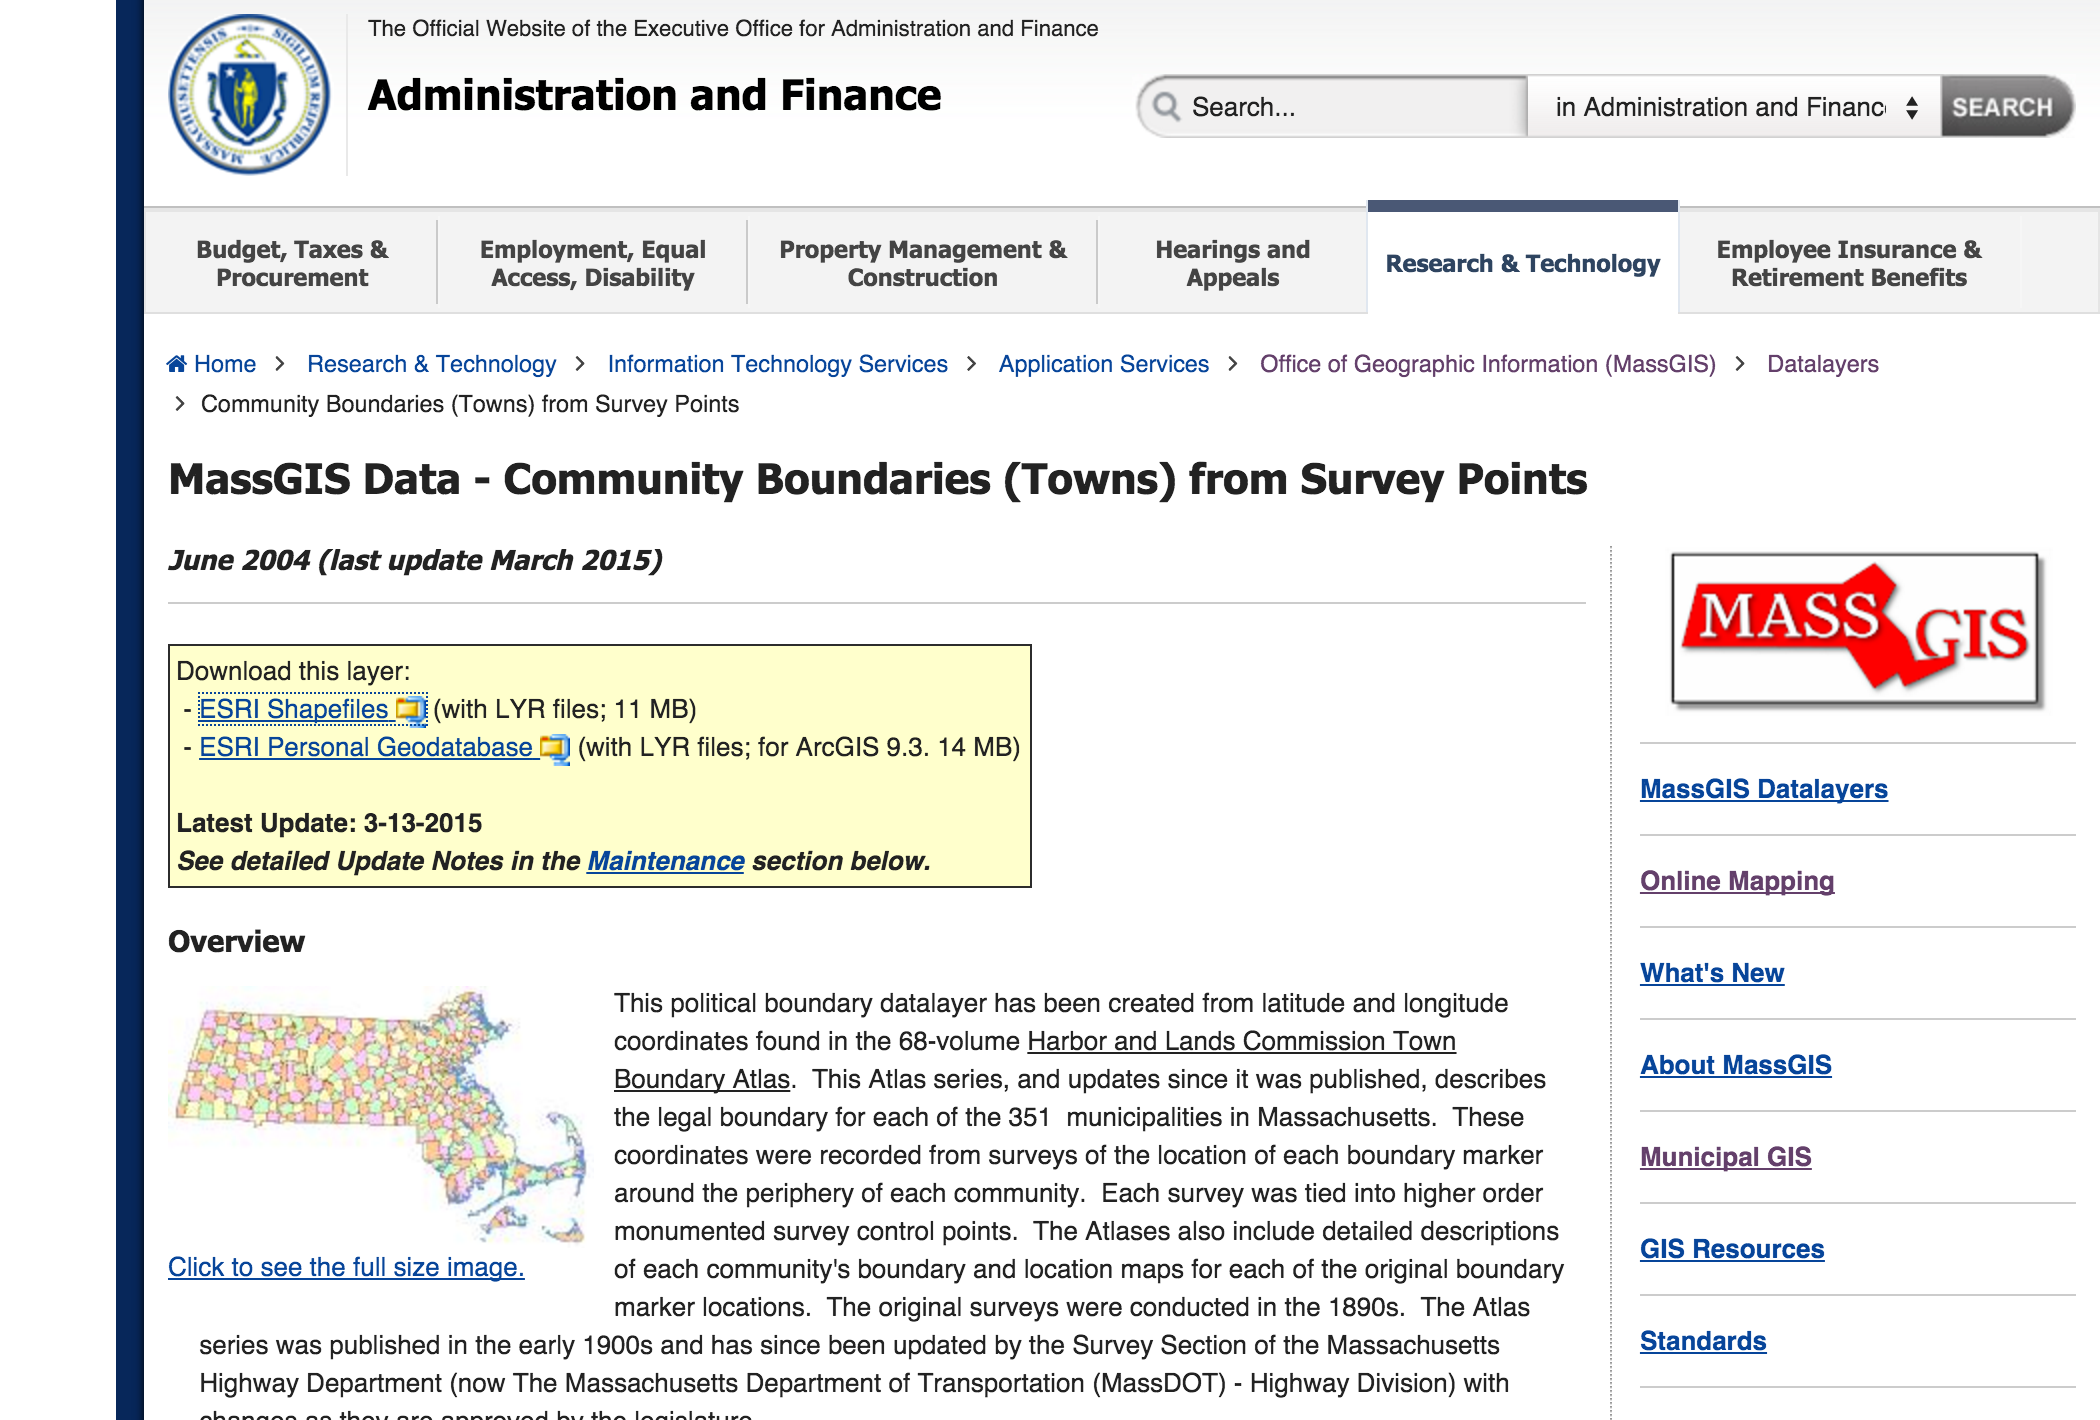 The Official Website of the Executive Office for Administration and Finance
Administration and Finance
Search...
in Administration and Financ
SEARCH
Budget, Taxes &
Procurement
Employment, Equal
Access, Disability
Property Management &
Construction
Hearings and
Appeals
Research & Technology
Employee Insurance &
Retirement Benefits
Home > Research & Technology > Information Technology Services > Application Services > Office of Geographic Information (MassGIS) > Datalayers
> Community Boundaries (Towns) from Survey Points
MassGIS Data - Community Boundaries (Towns) from Survey Points
June 2004 (last update March 2015)
Download this layer:
- ESRI Shapefiles (with LYR files; 11 MB)
- ESRI Personal Geodatabase (with LYR files; for ArcGIS 9.3. 14 MB)
Latest Update: 3-13-2015
See detailed Update Notes in the Maintenance section below.
Overview
This political boundary datalayer has been created from latitude and longitude
coordinates found in the 68-volume Harbor and Lands Commission Town
Boundary Atlas.  This Atlas series, and updates since it was published, describes
the legal boundary for each of the 351  municipalities in Massachusetts.  These
coordinates were recorded from surveys of the location of each boundary marker
around the periphery of each community.  Each survey was tied into higher order
monumented survey control points.  The Atlases also include detailed descriptions
of each community's boundary and location maps for each of the original boundary
marker locations.  The original surveys were conducted in the 1890s.  The Atlas
series was published in the early 1900s and has since been updated by the Survey Section of the Massachusetts
Highway Department (now The Massachusetts Department of Transportation (MassDOT) - Highway Division) with
changes as they are approved by the legislature.
Click to see the full size image.
MASS GIS
MassGIS Datalayers
Online Mapping
What's New
About MassGIS
Municipal GIS
GIS Resources
Standards